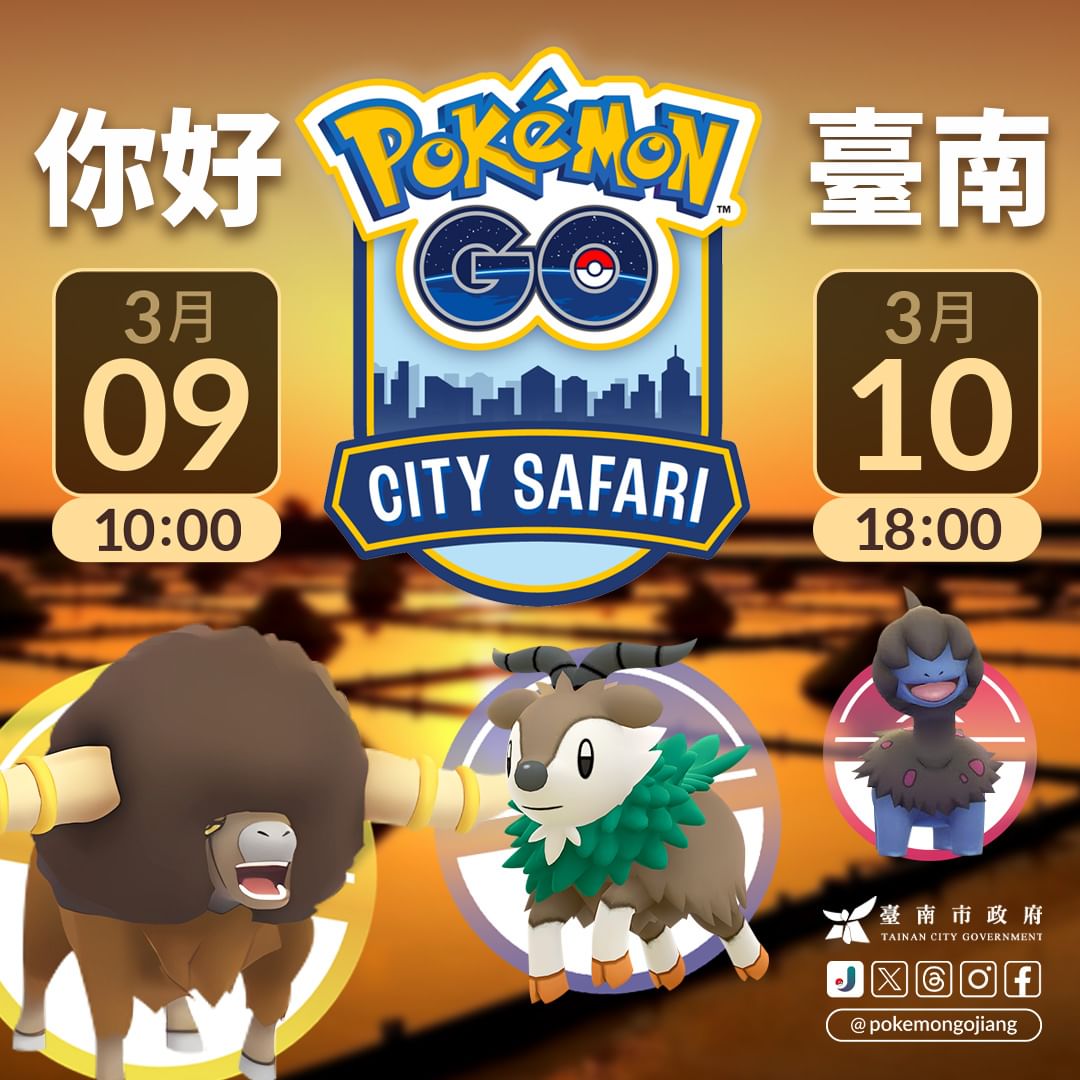 你好
POKéMON
TM
GO
臺南
3月
09
10:00
3月
10
18:00
CITY SAFARI
臺南市政府
TAINAN CITY GOVERNMENT
@pokemongojiang